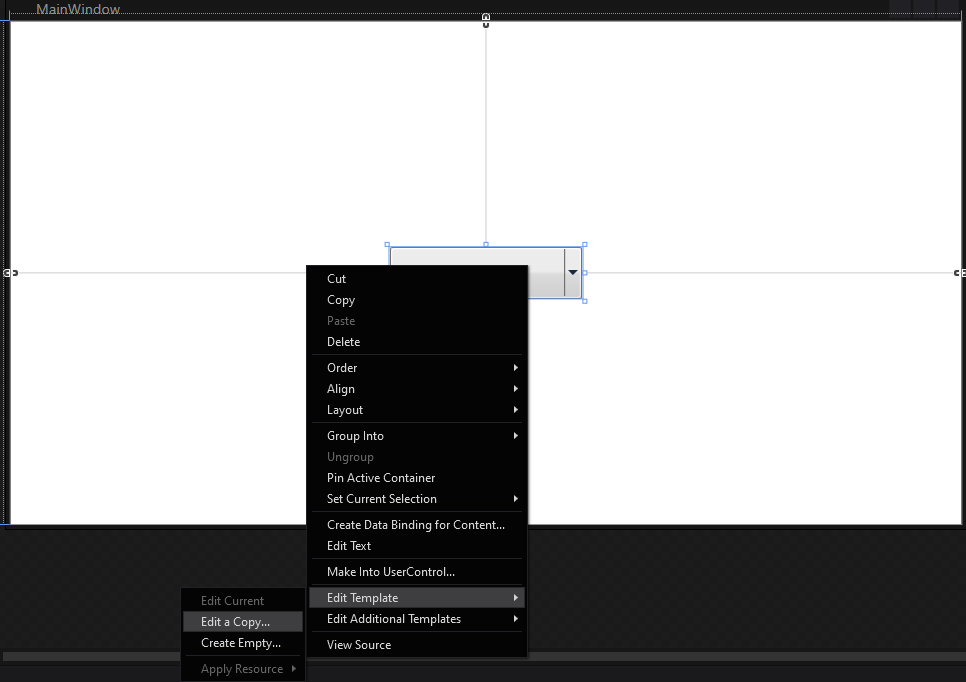 MainWindow
Cut
Copy
Paste
Delete
Order
Align
Layout
Group Into
Ungroup
Pin Active Container
Set Current Selection
Create Data Binding for Content...
Edit Text
Make Into UserControl...
Edit Template
Edit Additional Templates
View Source
Edit Current
Edit a Copy...
Create Empty...
Apply Resource